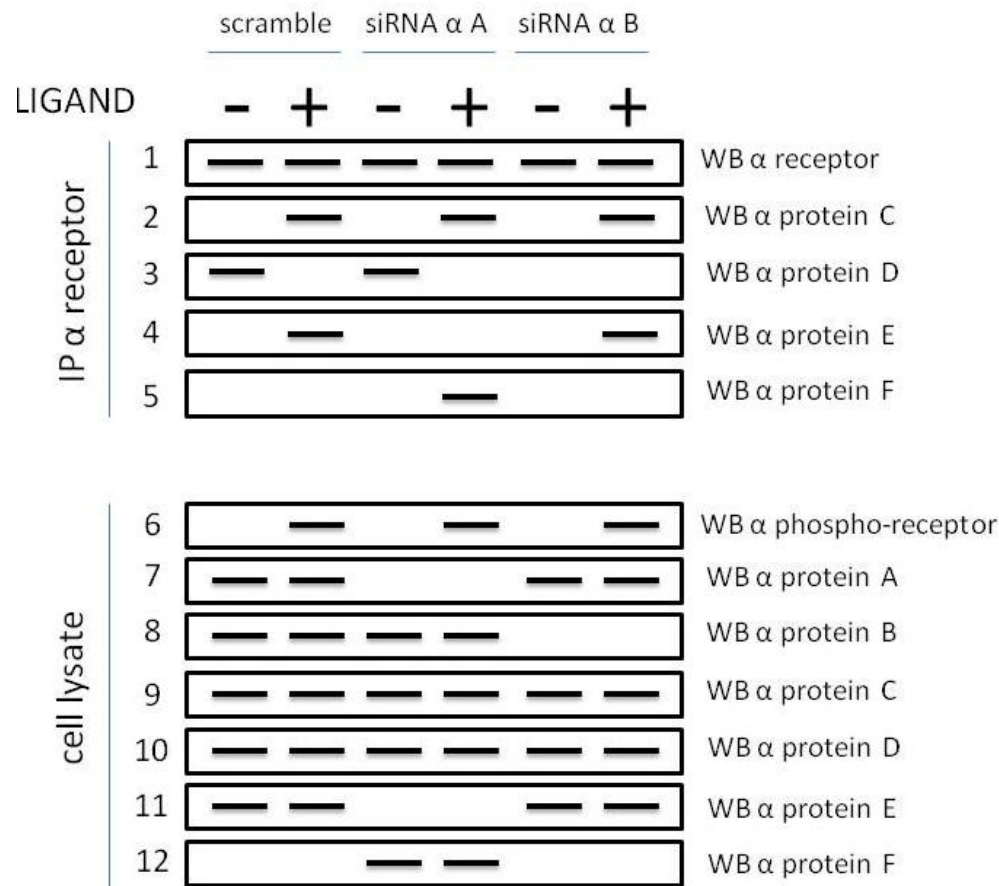 scramble siRNA α A siRNA α B
LIGAND - + - + - +
IP α receptor
1 WB α receptor
2 WB α protein C
3 WB α protein D
4 WB α protein E
5 WB α protein F
cell lysate
6 WB α phospho-receptor
7 WB α protein A
8 WB α protein B
9 WB α protein C
10 WB α protein D
11 WB α protein E
12 WB α protein F